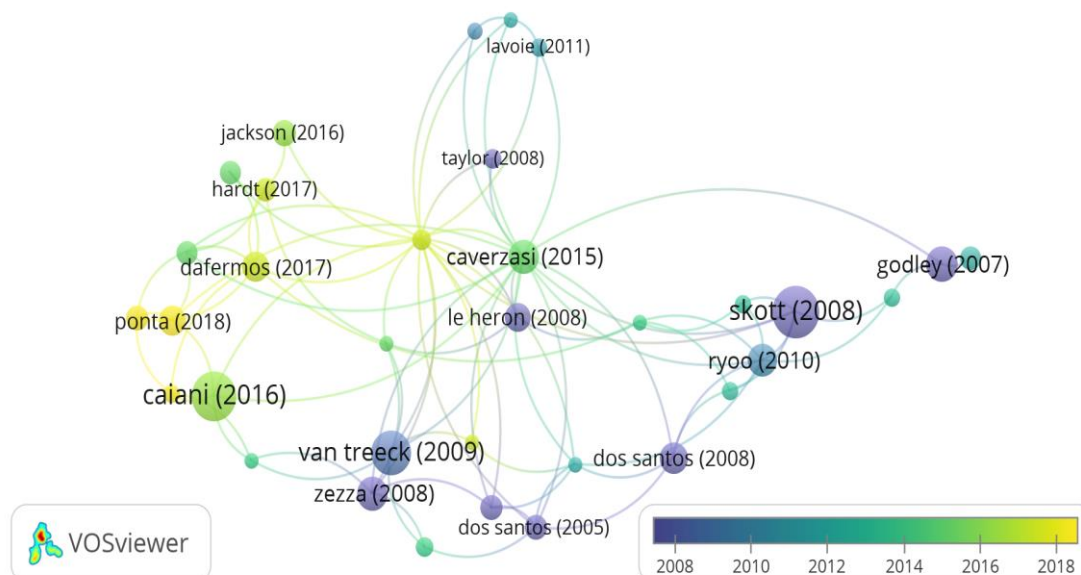 lavoie (2011)
jackson (2016)
taylor (2008)
hardt (2017)
caverzasi (2015)
dafermos (2017)
godley (2007)
skott (2008)
ponta (2018)
le heron (2008)
ryoo (2010)
caiani (2016)
van treeck (2009)
dos santos (2008)
zezza (2008)
dos santos (2005)
VOSviewer
2008 2010 2012 2014 2016 2018